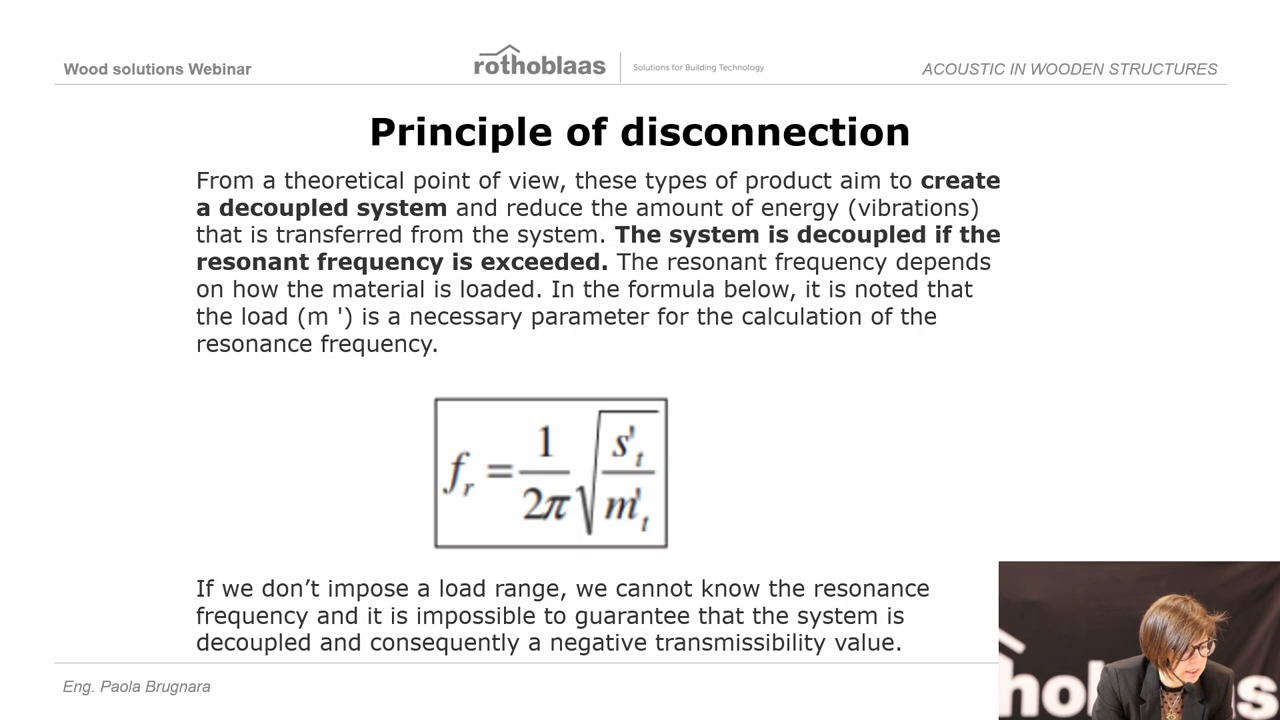 Wood solutions Webinar
rothoblaas
Solutions for Building Technology
ACOUSTIC IN WOODEN STRUCTURES
Principle of disconnection
From a theoretical point of view, these types of product aim to create
a decoupled system and reduce the amount of energy (vibrations)
that is transferred from the system. The system is decoupled if the
resonant frequency is exceeded. The resonant frequency depends
on how the material is loaded. In the formula below, it is noted that
the load (m ') is a necessary parameter for the calculation of the
resonance frequency.
f_r = 1/2π √(s'_t/m'_t)
If we don’t impose a load range, we cannot know the resonance
frequency and it is impossible to guarantee that the system is
decoupled and consequently a negative transmissibility value.
Eng. Paola Brugnara